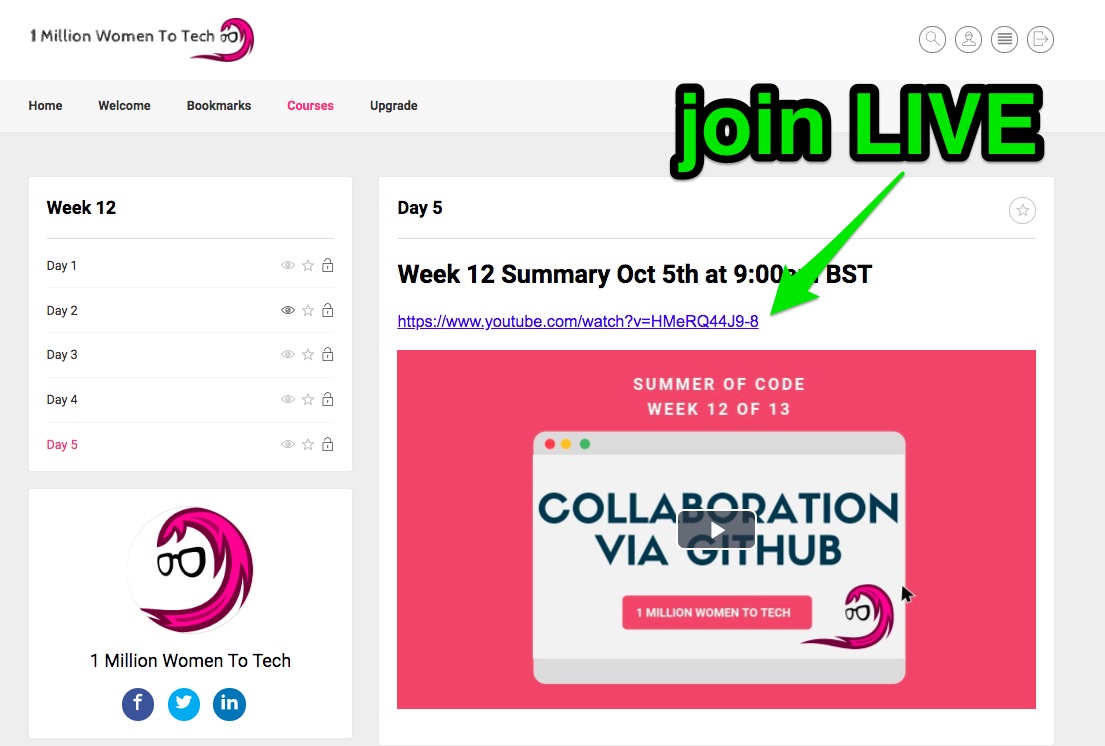 1 Million Women To Tech
Home Welcome Bookmarks Courses Upgrade
join LIVE
Week 12
Day 1
Day 2
Day 3
Day 4
Day 5
1 Million Women To Tech
f
in
Day 5
Week 12 Summary Oct 5th at 9:00 BST
https://www.youtube.com/watch?v=HMeRQ44J9-8
SUMMER OF CODE
WEEK 12 OF 13
COLLABORATION
VIA GITHUB
1 MILLION WOMEN TO TECH